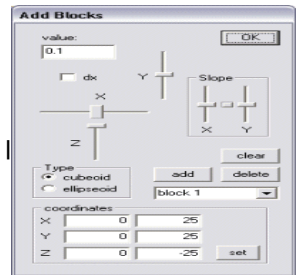 Add Blocks
value:
OK
0.1
dx
Y
Slope
X
Z
X Y
clear
Type
cubeoid
add delete
ellipseoid
block 1
coordinates
X 0 25
Y 0 25
Z 0 -25 set